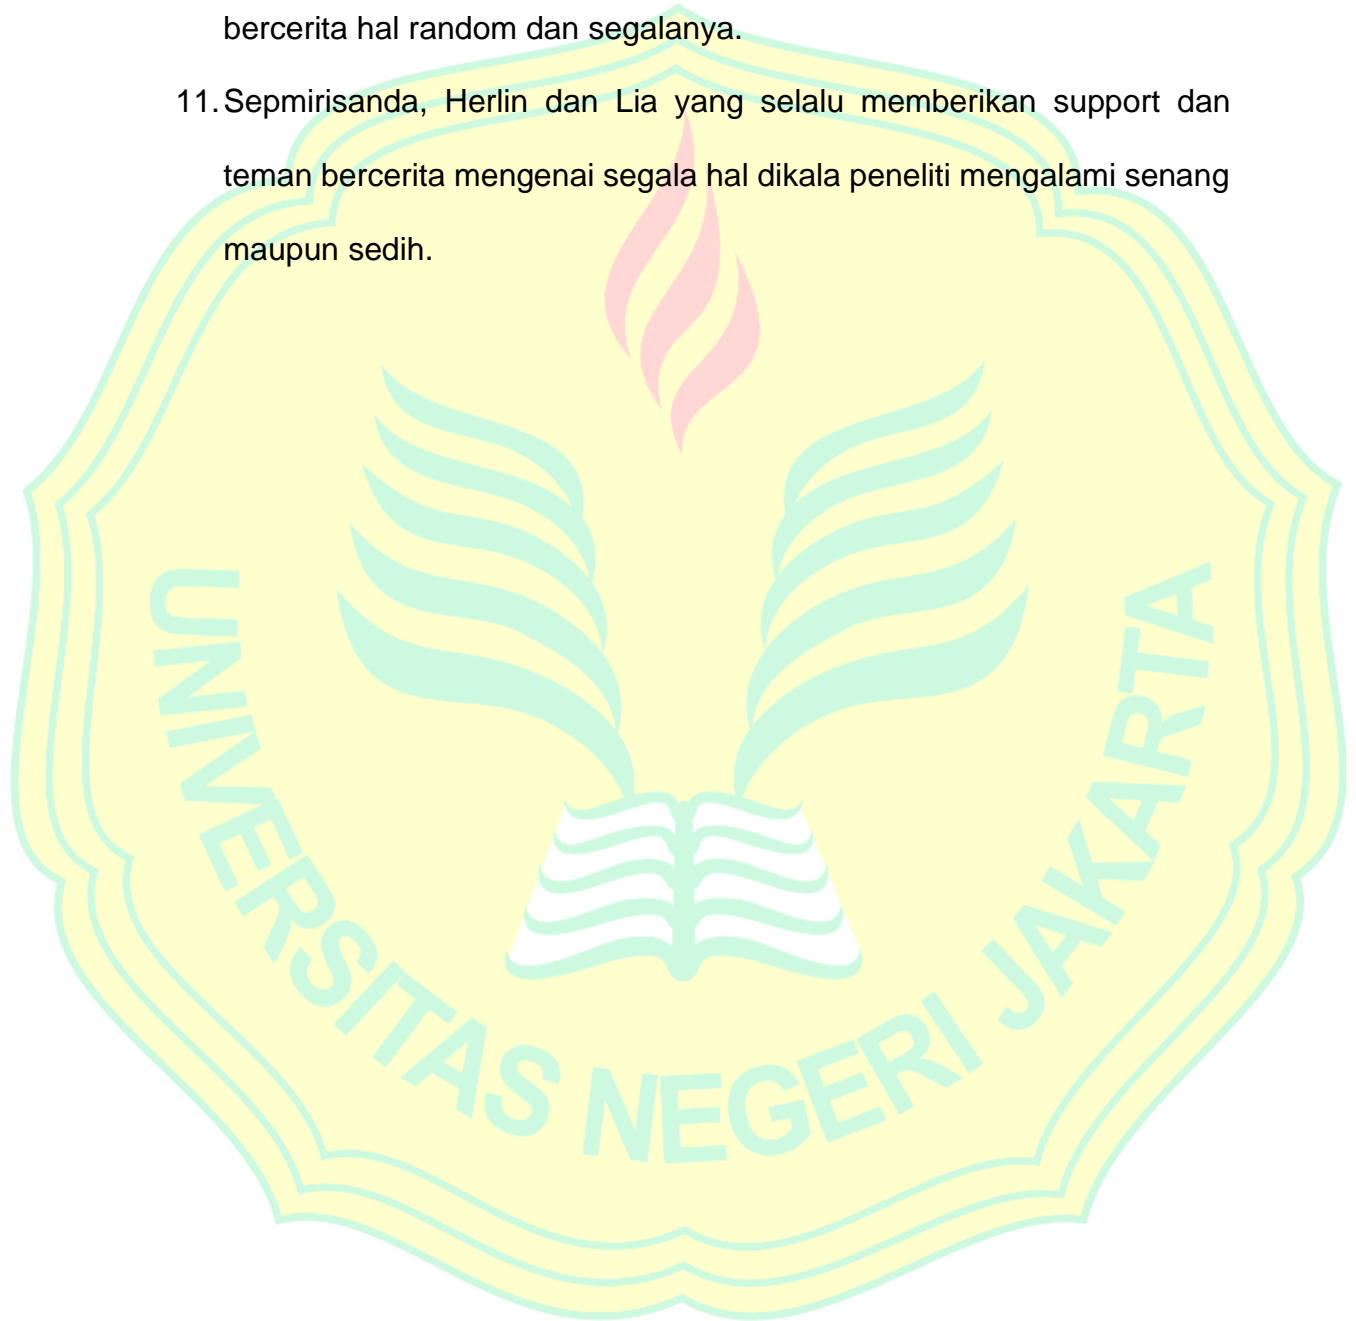 bercerita hal random dan segalanya.
11. Sepmirisanda, Herlin dan Lia yang selalu memberikan support dan
teman bercerita mengenai segala hal dikala peneliti mengalami senang
maupun sedih.
UNIVERSITAS NEGERI JAKARTA